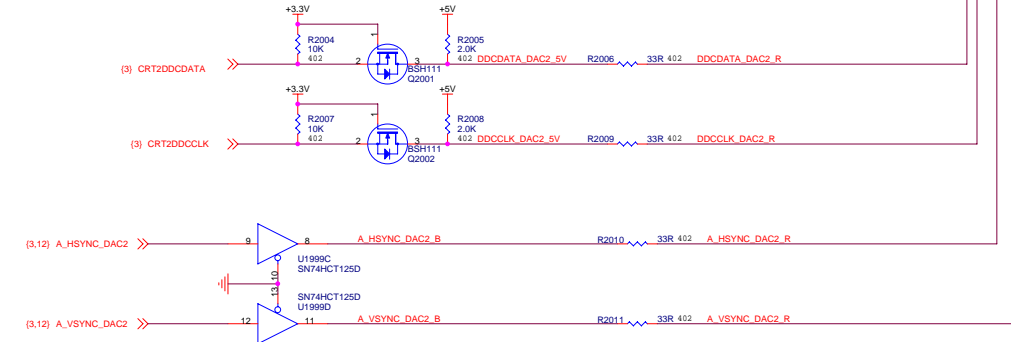 +3.3V
+5V
R2004
10K
402
1
R2005
2.0K
402
{3} CRT2DDCDATA
2
3
BSH111
Q2001
DDCDATA_DAC2_5V
R2006
33R 402
DDCDATA_DAC2_R
+3.3V
+5V
R2007
10K
402
1
R2008
2.0K
402
{3} CRT2DDCCLK
2
3
BSH111
Q2002
DDCCLK_DAC2_5V
R2009
33R 402
DDCCLK_DAC2_R
{3,12} A_HSYNC_DAC2
9
8
A_HSYNC_DAC2_B
R2010
33R 402
A_HSYNC_DAC2_R
U1999C
SN74HCT125D
10
13
SN74HCT125D
U1999D
{3,12} A_VSYNC_DAC2
12
11
A_VSYNC_DAC2_B
R2011
33R 402
A_VSYNC_DAC2_R